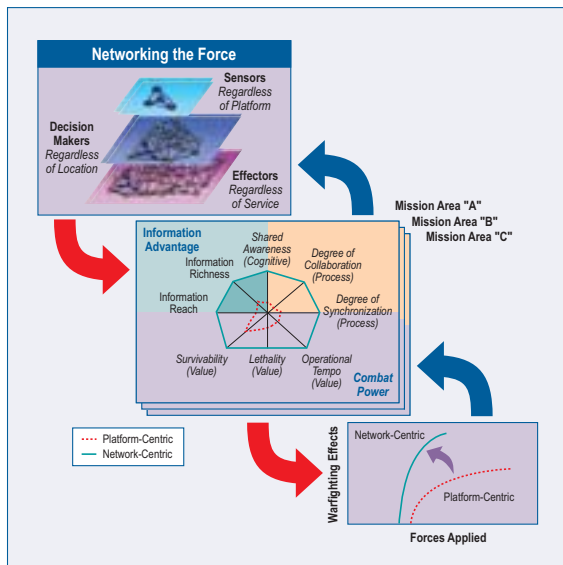 Networking the Force
Sensors
Regardless
of Platform
Decision
Makers
Regardless
of Location
Effectors
Regardless
of Service
Mission Area "A"
Mission Area "B"
Mission Area "C"
Information
Advantage
Shared
Awareness
(Cognitive)
Information
Richness
Degree of
Collaboration
(Process)
Information
Reach
Degree of
Synchronization
(Process)
Survivability
(Value)
Lethality
(Value)
Operational
Tempo
(Value)
Combat
Power
Platform-Centric
Network-Centric
Warfighting Effects
Network-Centric
Platform-Centric
Forces Applied